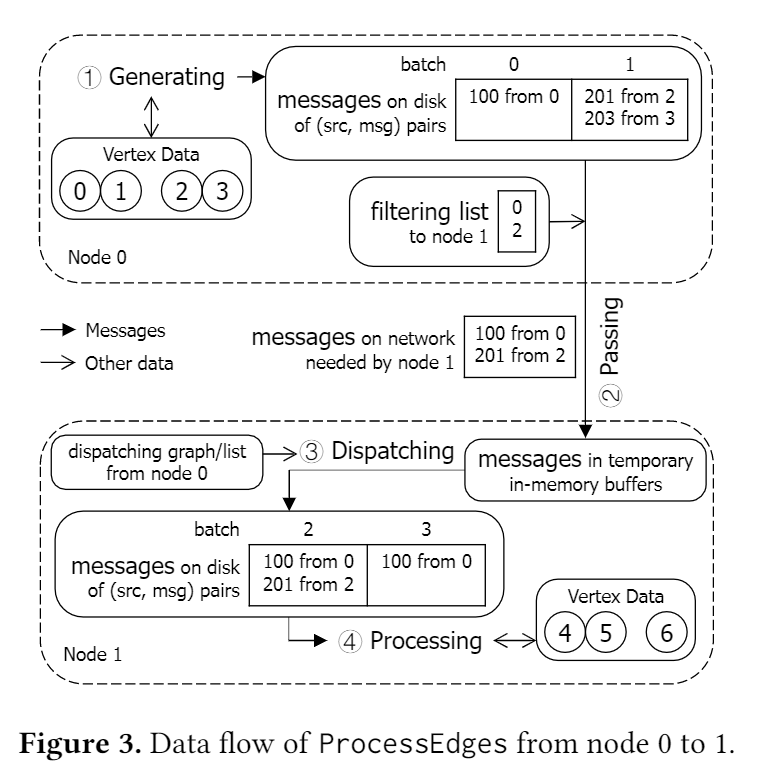 ① Generating
batch 0 1
messages on disk
of (src, msg) pairs
100 from 0
201 from 2
203 from 3
Vertex Data
0 1 2 3
filtering list
to node 1
0
2
Node 0
Messages
Other data
messages on network
needed by node 1
100 from 0
201 from 2
② Passing
dispatching graph/list
from node 0
③ Dispatching
messages in temporary
in-memory buffers
batch 2 3
messages on disk
of (src, msg) pairs
100 from 0
201 from 2
100 from 0
Vertex Data
4 5 6
④ Processing
Node 1
Figure 3. Data flow of ProcessEdges from node 0 to 1.